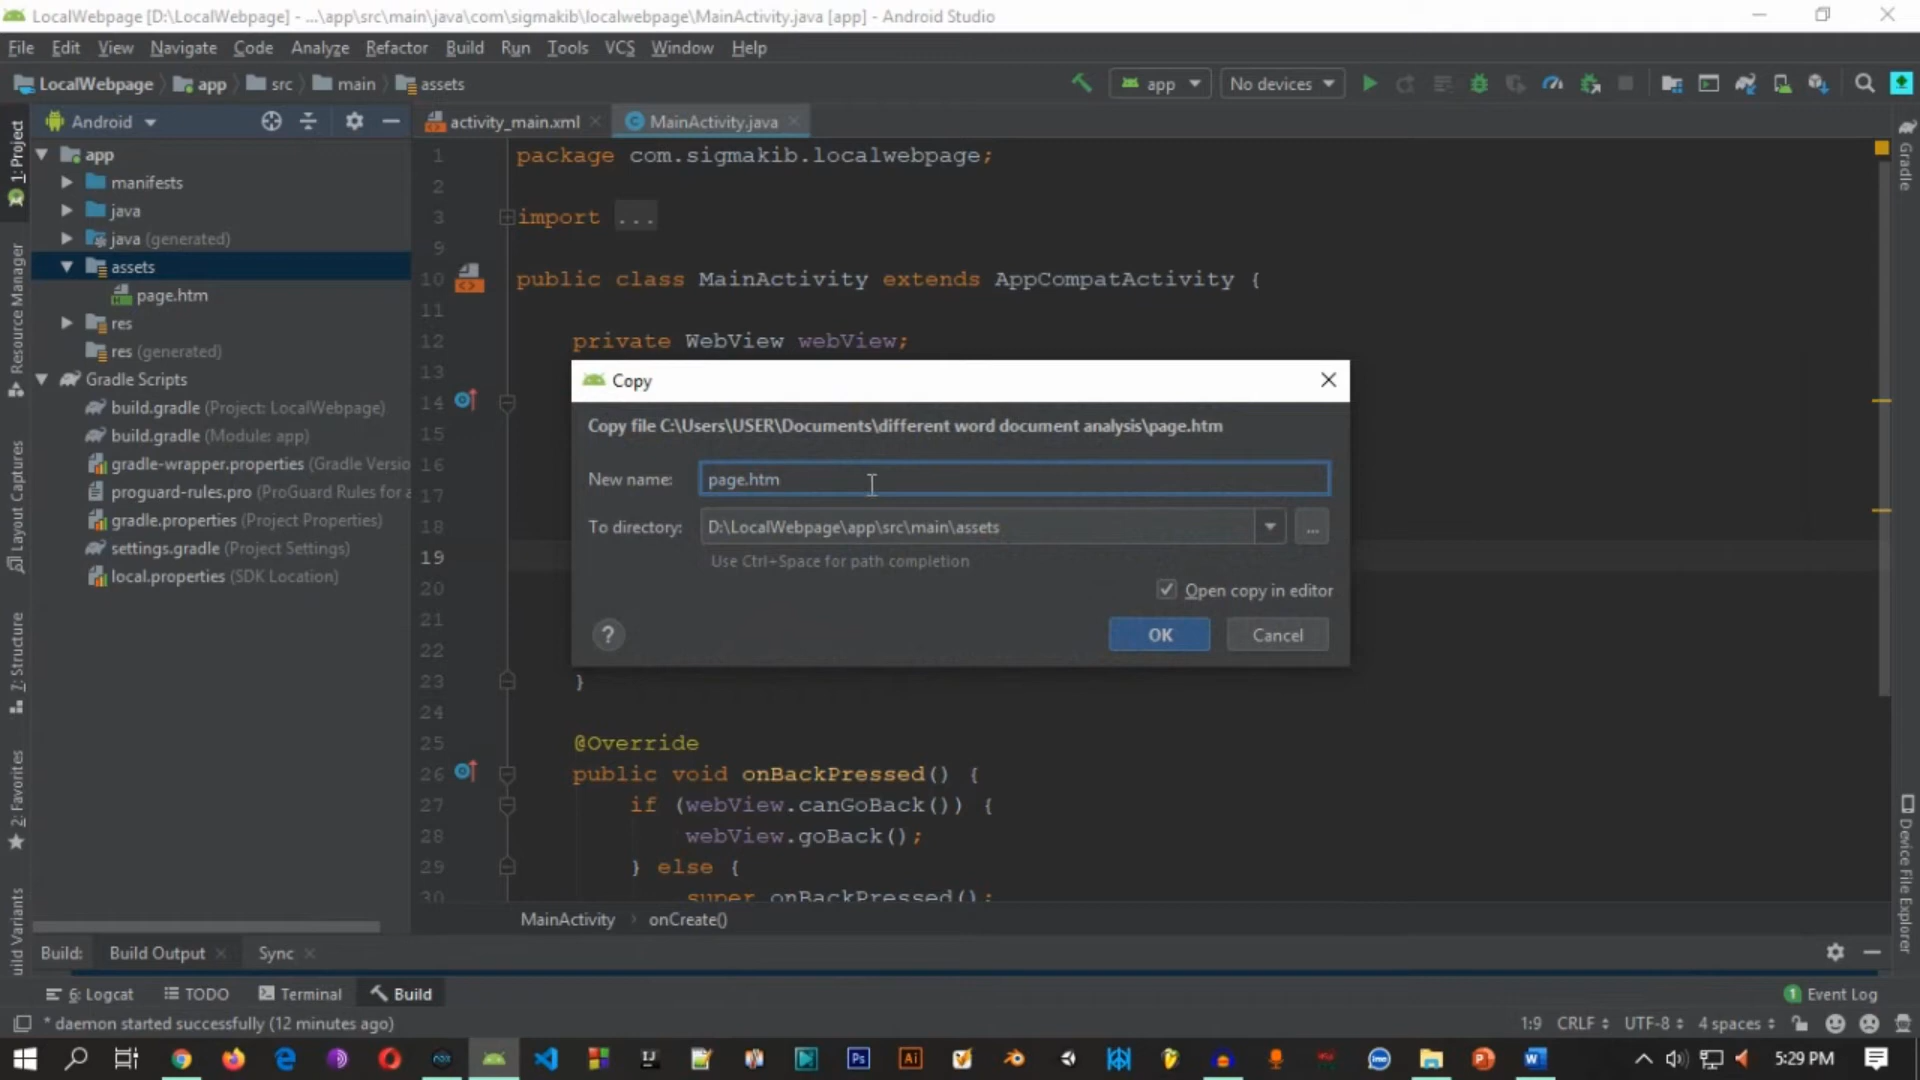 LocalWebpage [D:\LocalWebpage] - ...\app\src\main\java\com\sigmakib\localwebpage\MainActivity.java [app] - Android Studio
File Edit View Navigate Code Analyze Refactor Build Run Tools VCS Window Help
LocalWebpage app src main assets app No devices
Android activity_main.xml MainActivity.java
1: Project
Resource Manager
Layout Captures
7: Structure
2: Favorites
uild Variants
app
manifests
java
java (generated)
assets
page.htm
res
res (generated)
Gradle Scripts
build.gradle (Project: LocalWebpage)
build.gradle (Module: app)
gradle-wrapper.properties (Gradle Versio
proguard-rules.pro (ProGuard Rules for a
gradle.properties (Project Properties)
settings.gradle (Project Settings)
local.properties (SDK Location)
1 package com.sigmakib.localwebpage;
2
3 import ...
9
10 public class MainActivity extends AppCompatActivity {
11
12 private WebView webView;
13
14
15
16
17
18
19
20
21
22
23 }
24
25 @Override
26 public void onBackPressed() {
27 if (webView.canGoBack()) {
28 webView.goBack();
29 } else {
30 super.onBackPressed();
Copy
Copy file C:\Users\USER\Documents\different word document analysis\page.htm
New name: page.htm
To directory: D:\LocalWebpage\app\src\main\assets ...
Use Ctrl+Space for path completion
Open copy in editor
? OK Cancel
Gradle
Device File Explorer
MainActivity onCreate()
Build: Build Output Sync
6: Logcat TODO Terminal Build 1 Event Log
* daemon started successfully (12 minutes ago) 1:9 CRLF UTF-8 4 spaces
5:29 PM